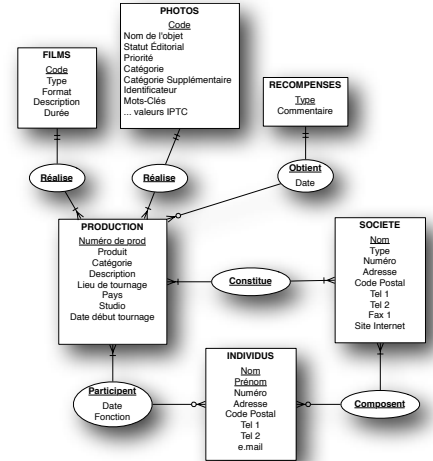 PHOTOS
Code
Nom de l'objet
Statut Éditorial
Priorité
Catégorie
Catégorie Supplémentaire
Identificateur
Mots-Clés
... valeurs IPTC
FILMS
Code
Type
Format
Description
Durée
RECOMPENSES
Type
Commentaire
Réalise
Réalise
Obtient
Date
PRODUCTION
Numéro de prod
Produit
Catégorie
Description
Lieu de tournage
Pays
Studio
Date début tournage
SOCIETE
Nom
Type
Numéro
Adresse
Code Postal
Tel 1
Tel 2
Fax 1
Site Internet
Constitue
INDIVIDUS
Nom
Prénom
Numéro
Adresse
Code Postal
Tel 1
Tel 2
e.mail
Participent
Date
Fonction
Composent